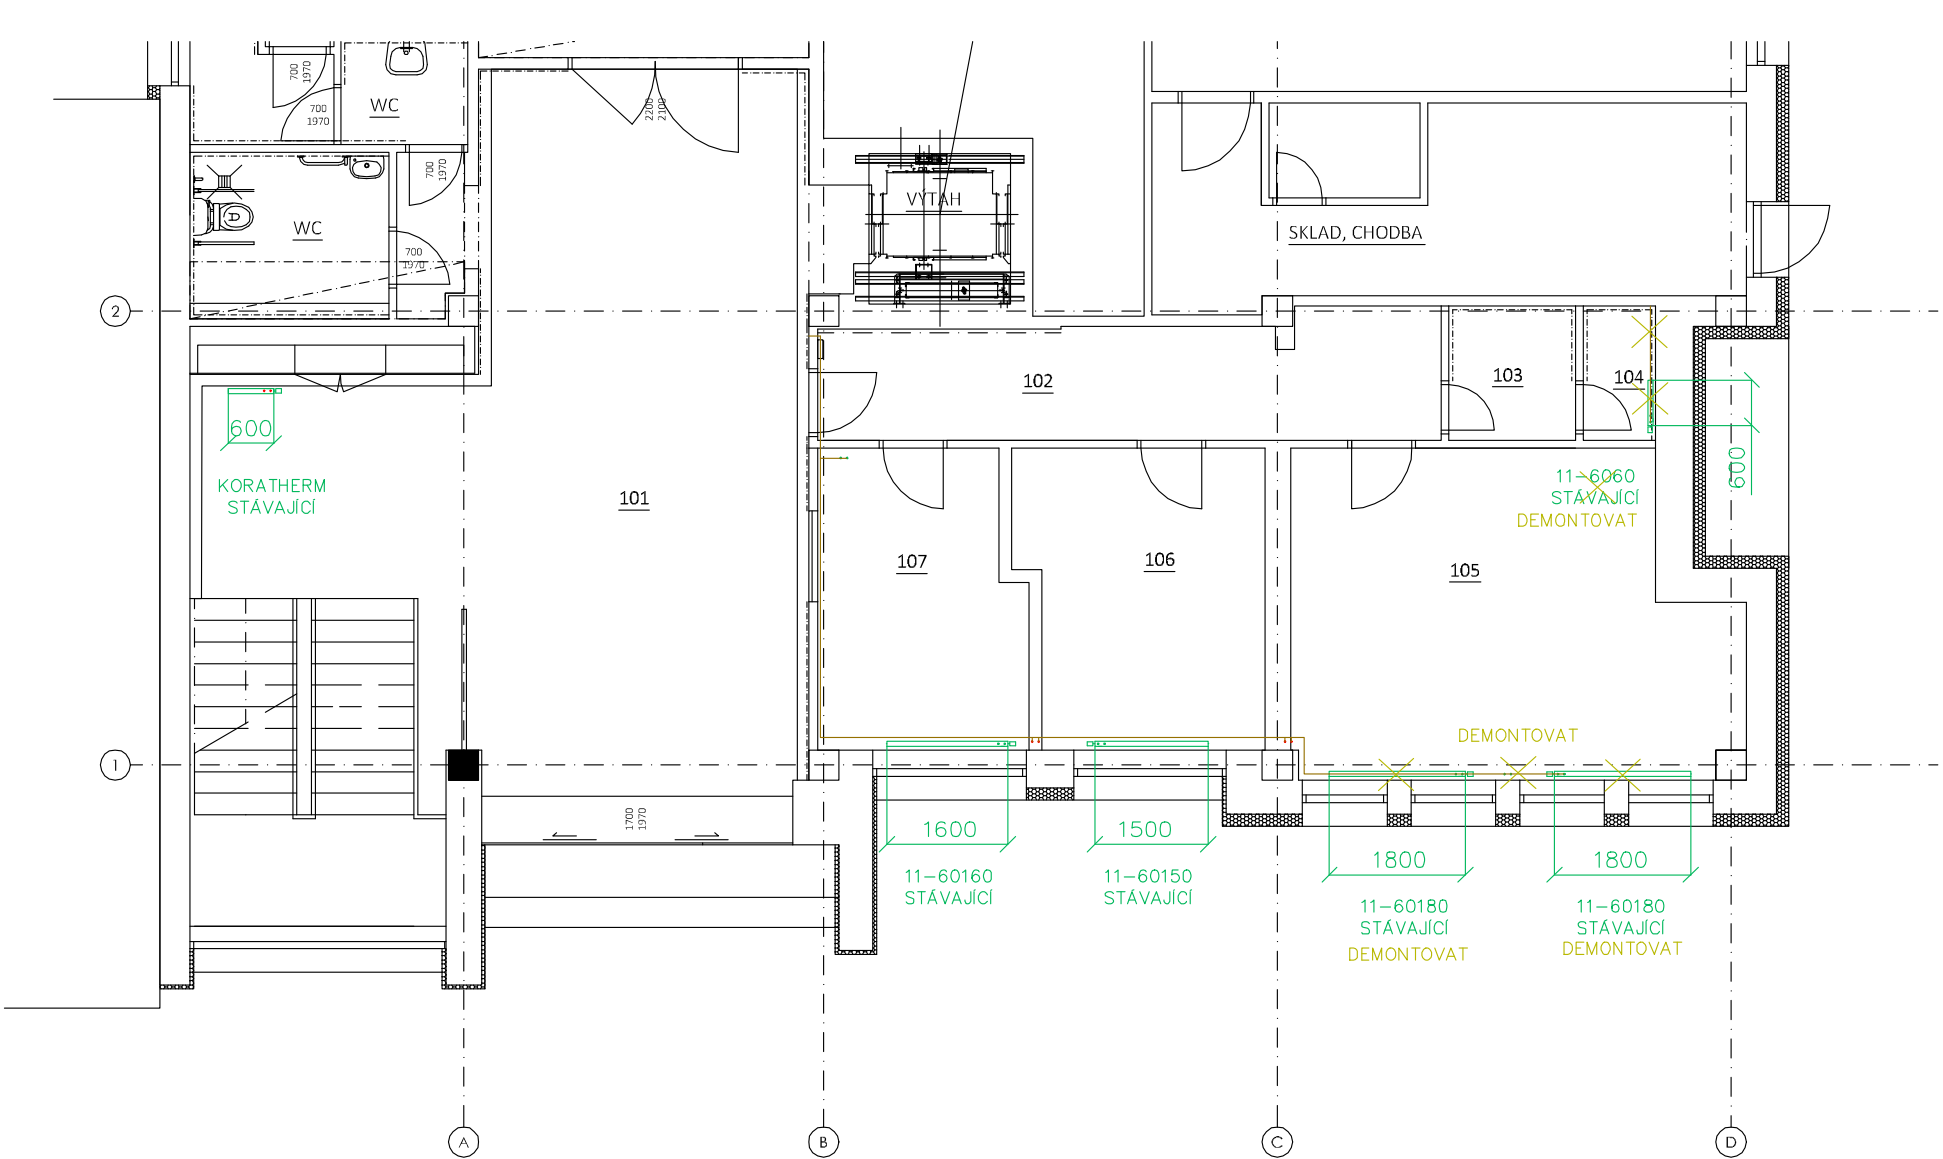 700
1970
WC
700
1970
2200
2100
700
1970
WC
VÝTAH
700
1970
SKLAD, CHODBA
2
102
103
104
600
KORATHERM
STÁVAJÍCÍ
101
600
11-6060
STÁVAJÍCÍ
DEMONTOVAT
107
106
105
DEMONTOVAT
1
1700
1970
1600
1500
1800
1800
11-60160
STÁVAJÍCÍ
11-60150
STÁVAJÍCÍ
11-60180
STÁVAJÍCÍ
DEMONTOVAT
11-60180
STÁVAJÍCÍ
DEMONTOVAT
A
B
C
D